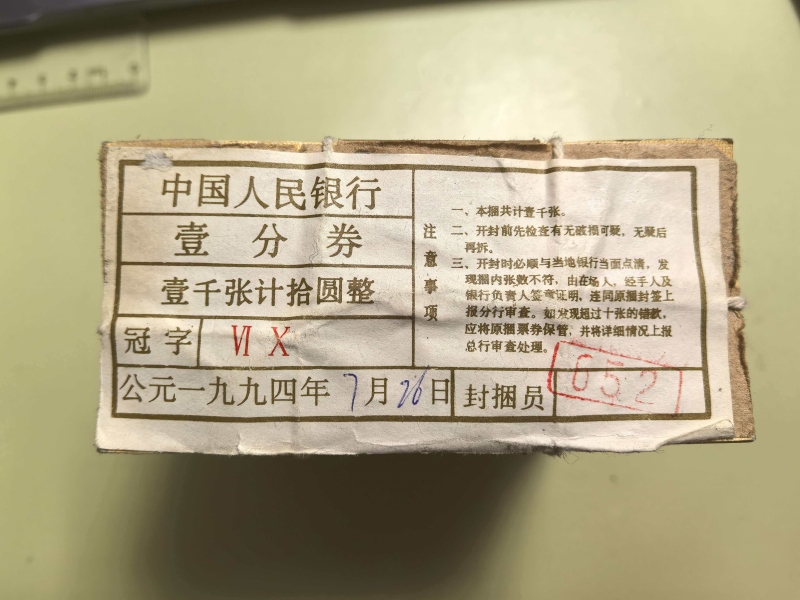 中国人民银行
壹分券
壹千张计拾圆整
冠字 Ⅵ Ⅹ
公元一九九四年7月26日 封捆员 052
注意事项
一、本捆共计壹千张。
二、开封前先检查有无破损可疑，无疑后
再拆。
三、开封时必顺与当地银行当面点清，发
现捆内张数不符，由在场人，经手人及
银行负责人签章证明，连同原捆封签上
报分行审查。如发现超过十张的错款，
应将原捆票券保管，并将详细情况上报
总行审查处理。